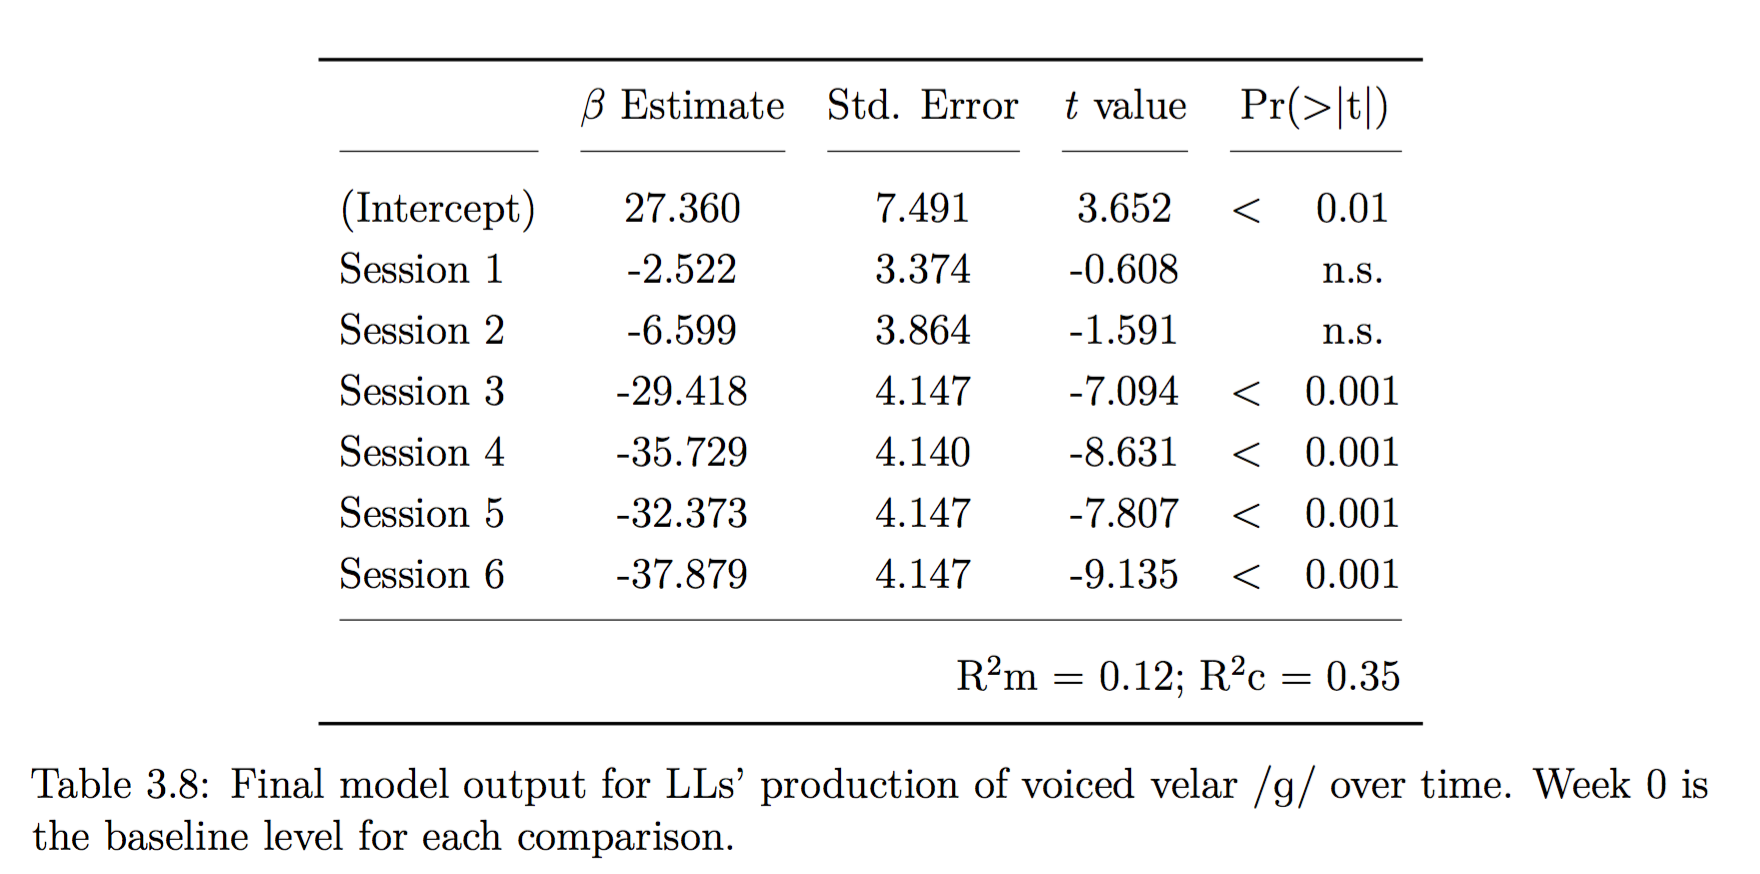 β Estimate Std. Error t value Pr(>|t|)
(Intercept) 27.360 7.491 3.652 < 0.01
Session 1 -2.522 3.374 -0.608 n.s.
Session 2 -6.599 3.864 -1.591 n.s.
Session 3 -29.418 4.147 -7.094 < 0.001
Session 4 -35.729 4.140 -8.631 < 0.001
Session 5 -32.373 4.147 -7.807 < 0.001
Session 6 -37.879 4.147 -9.135 < 0.001
R²m = 0.12; R²c = 0.35
Table 3.8: Final model output for LLs’ production of voiced velar /g/ over time. Week 0 is
the baseline level for each comparison.